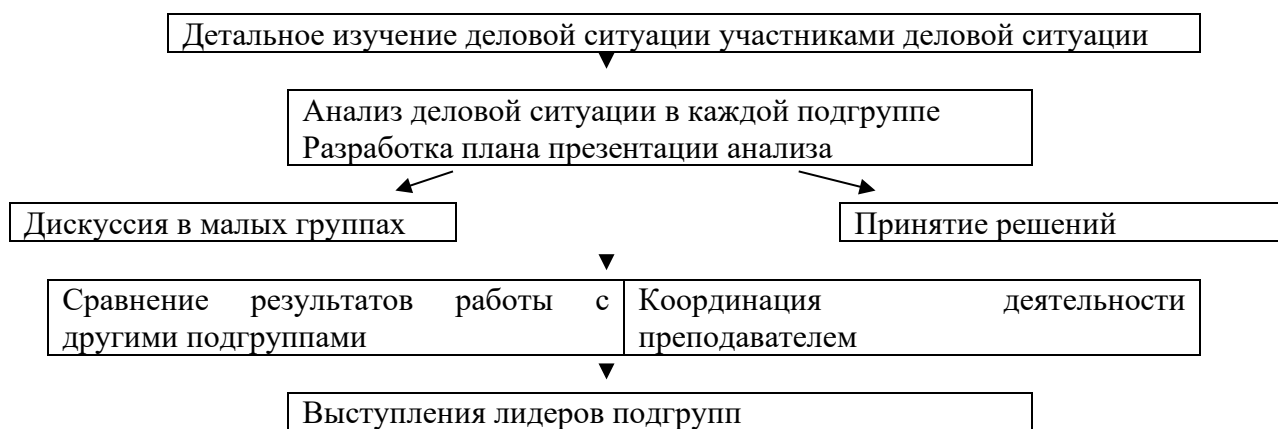 Детальное изучение деловой ситуации участниками деловой ситуации
Анализ деловой ситуации в каждой подгруппе
Разработка плана презентации анализа
Дискуссия в малых группах
Принятие решений
Сравнение результатов работы с
другими подгруппами
Координация деятельности
преподавателем
Выступления лидеров подгрупп